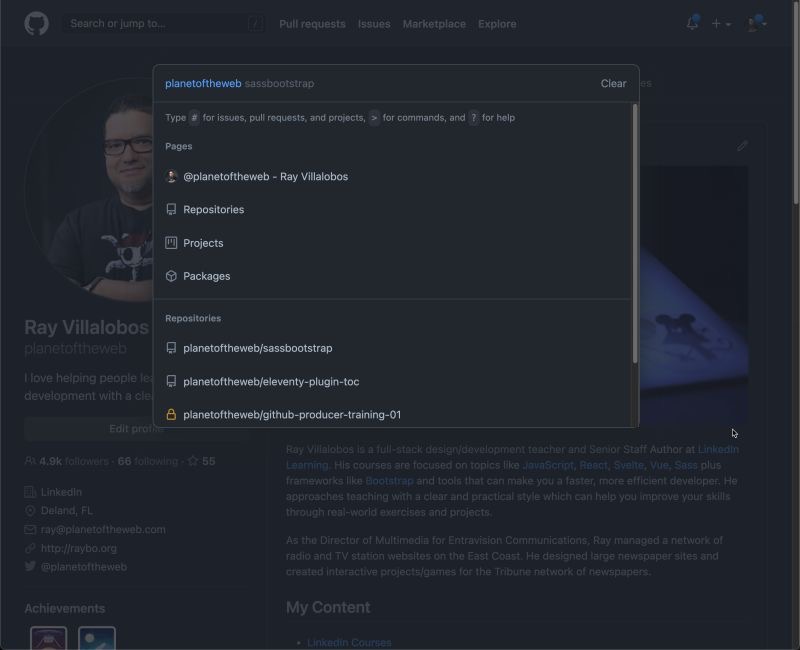 Search or jump to... /
Pull requests Issues Marketplace Explore
planetoftheweb sassbootstrap Clear
Type # for issues, pull requests, and projects, > for commands, and ? for help
Pages
@planetoftheweb - Ray Villalobos
Repositories
Projects
Packages
Repositories
planetoftheweb/sassbootstrap
planetoftheweb/eleventy-plugin-toc
planetoftheweb/github-producer-training-01
Ray Villalobos
planetoftheweb
I love helping people lea
development with a clea
Edit profile
4.9k followers · 66 following · 55
LinkedIn
Deland, FL
ray@planetoftheweb.com
http://raybo.org
@planetoftheweb
Achievements
Ray Villalobos is a full-stack design/development teacher and Senior Staff Author at LinkedIn
Learning. His courses are focused on topics like JavaScript, React, Svelte, Vue, Sass plus
frameworks like Bootstrap and tools that can make you a faster, more efficient developer. He
approaches teaching with a clear and practical style which can help you improve your skills
through real-world exercises and projects.
As the Director of Multimedia for Entravision Communications, Ray managed a network of
radio and TV station websites on the East Coast. He designed large newspaper sites and
created interactive projects/games for the Tribune network of newspapers.
My Content
• LinkedIn Courses